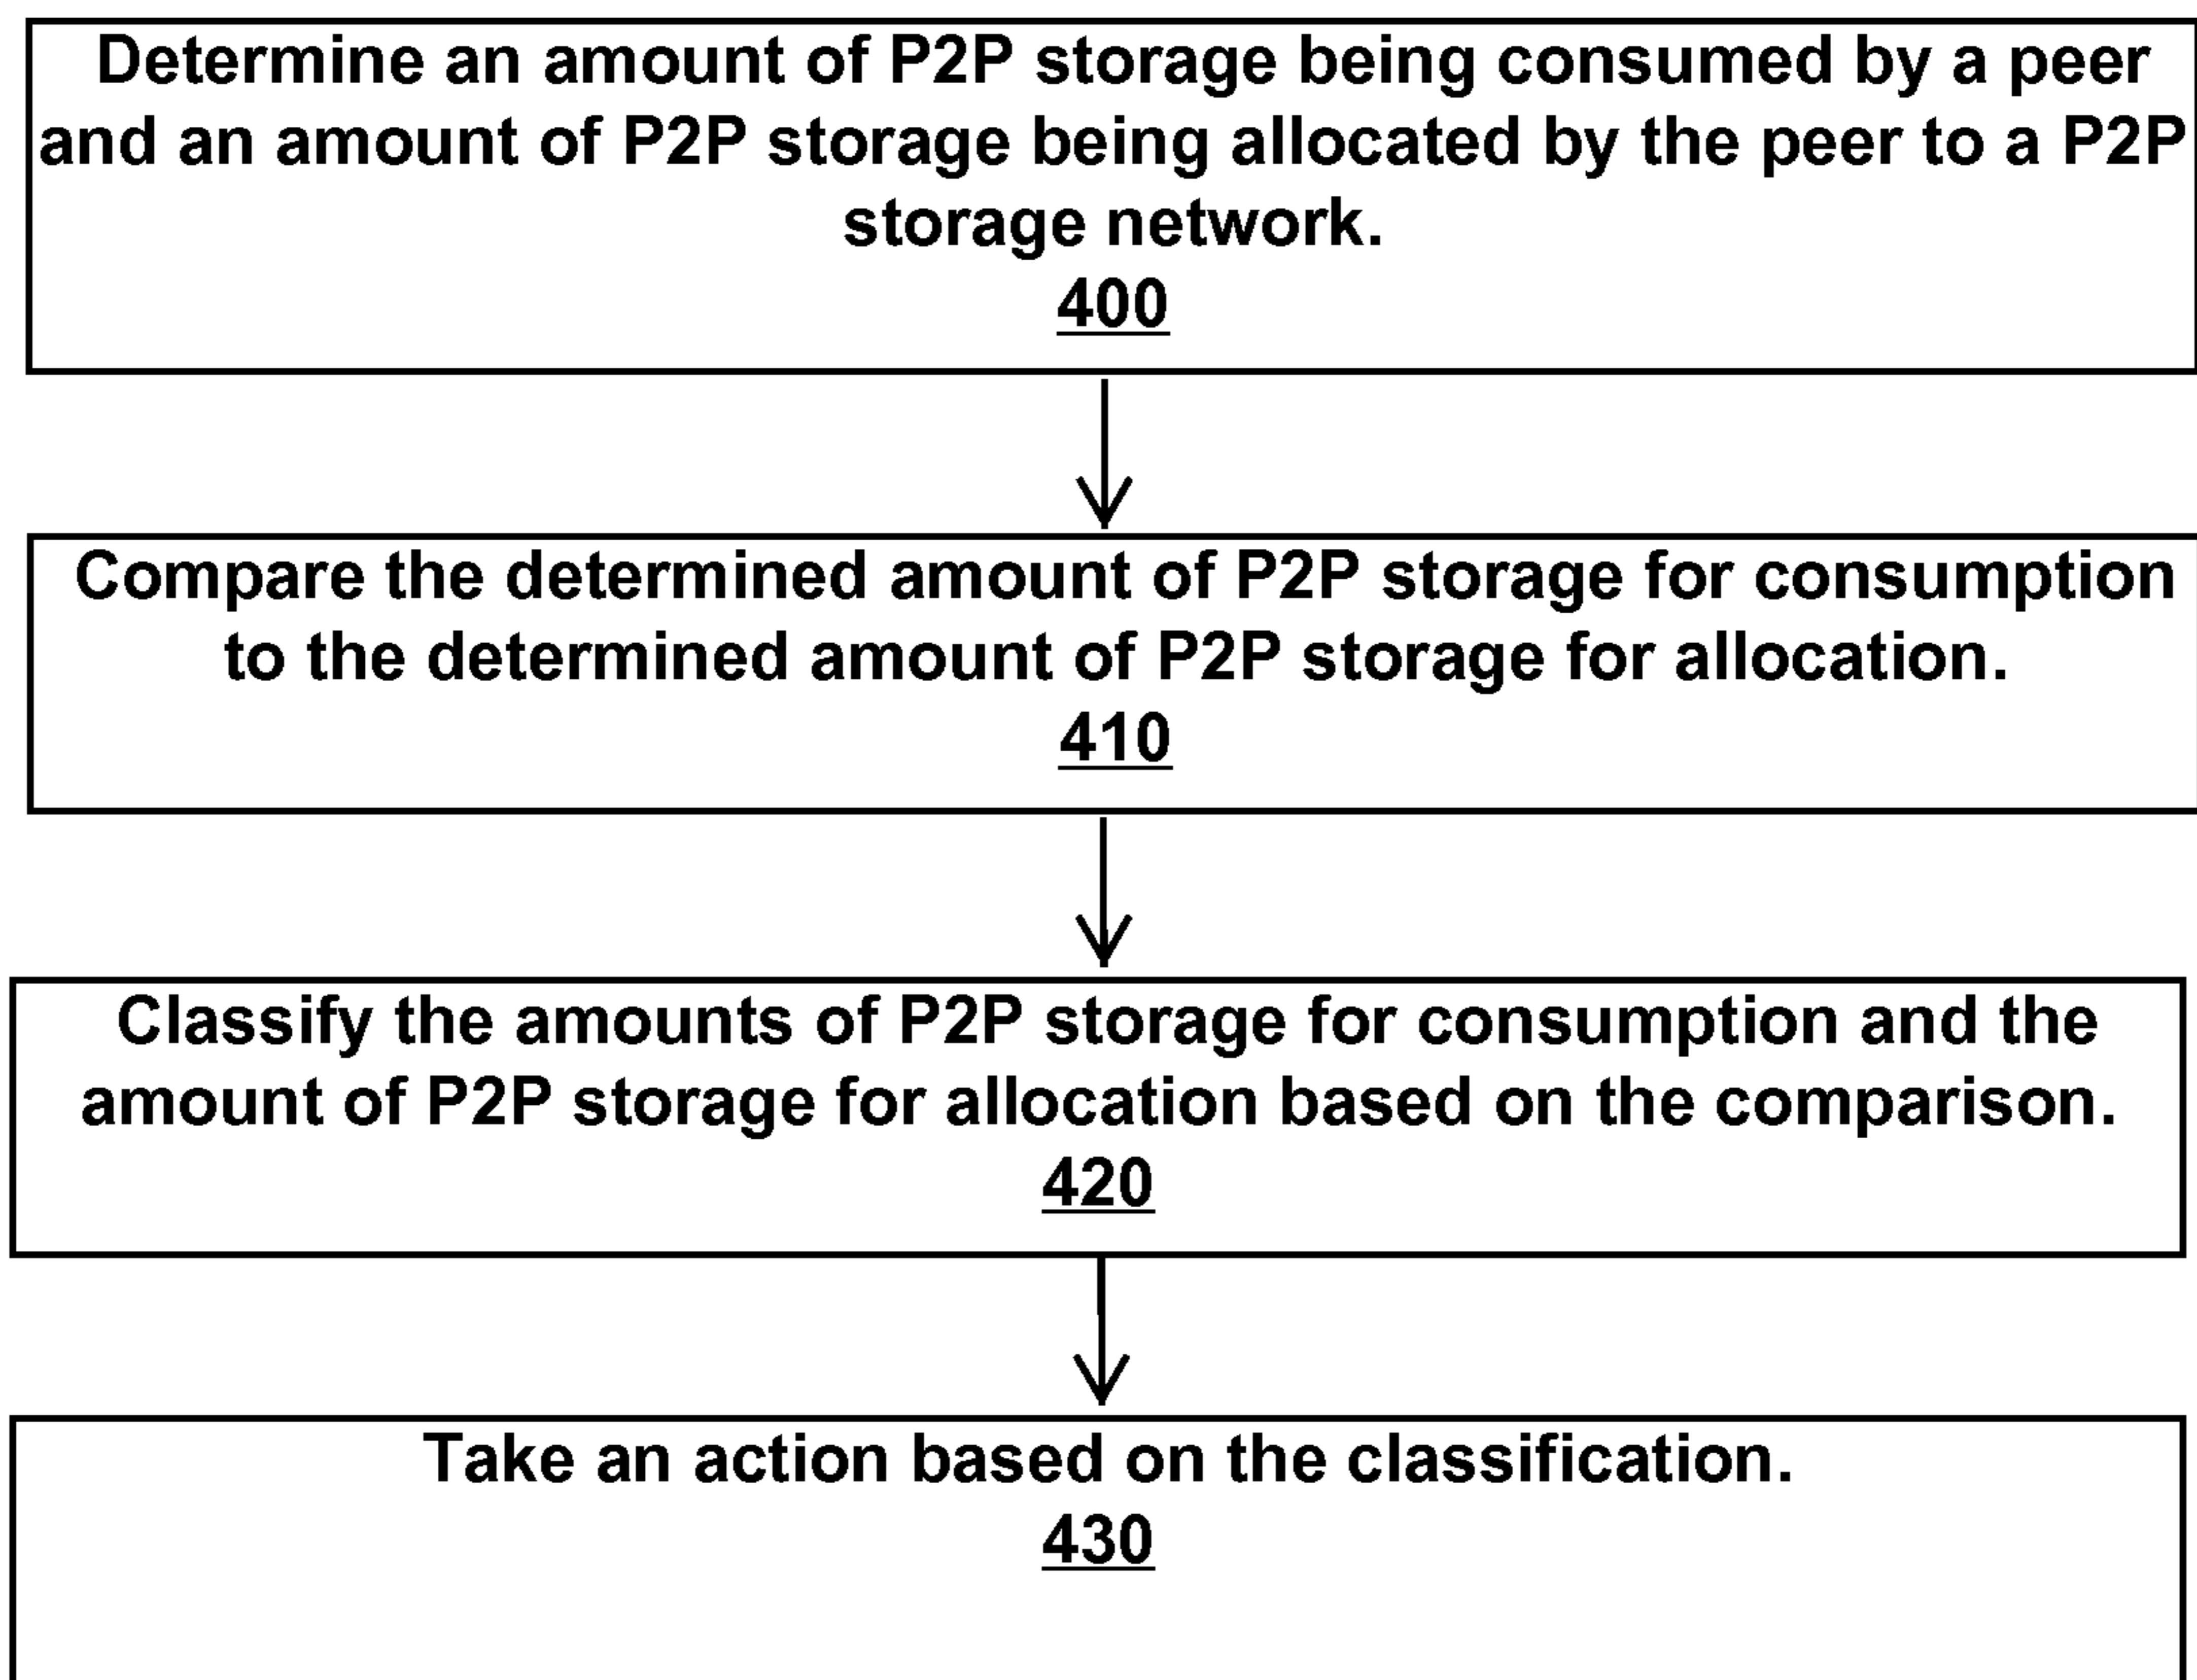 Determine an amount of P2P storage being consumed by a peer
and an amount of P2P storage being allocated by the peer to a P2P
storage network.
400
Compare the determined amount of P2P storage for consumption
to the determined amount of P2P storage for allocation.
410
Classify the amounts of P2P storage for consumption and the
amount of P2P storage for allocation based on the comparison.
420
Take an action based on the classification.
430